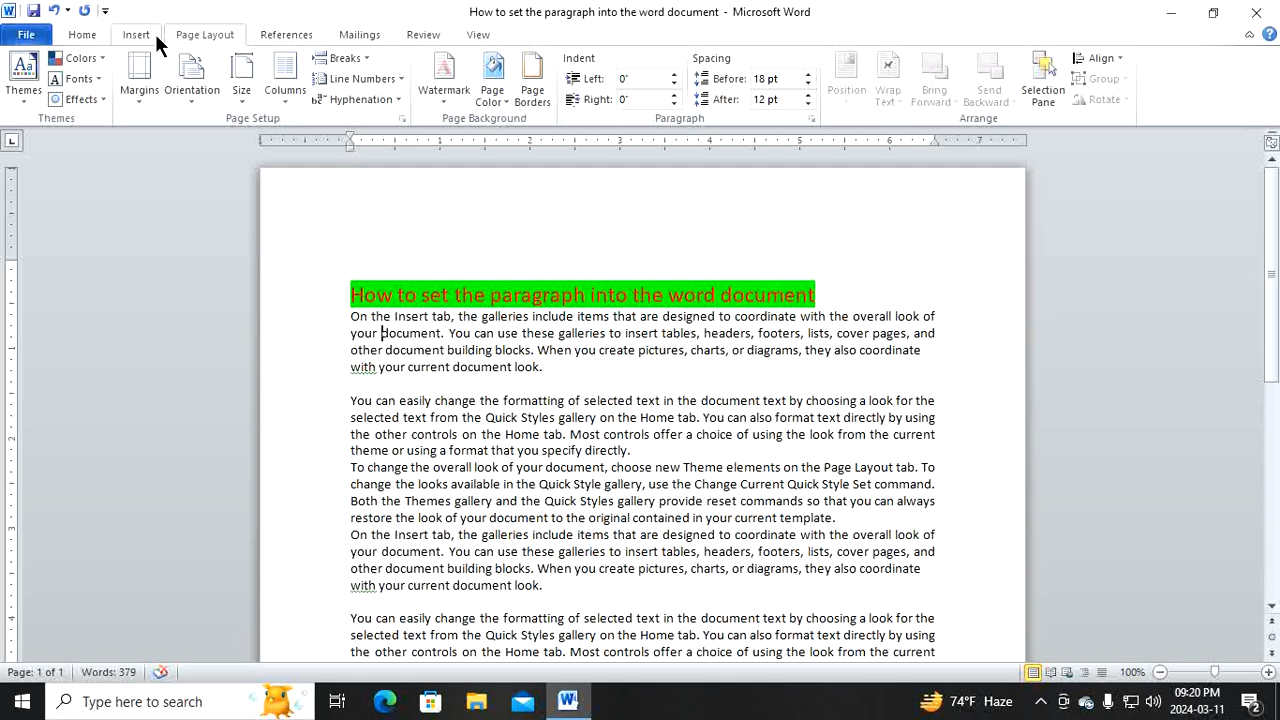 How to set the paragraph into the word document - Microsoft Word
File Home Insert Page Layout References Mailings Review View
Themes
Colors
Fonts
Effects
Themes
Margins
Orientation
Size
Columns
Breaks
Line Numbers
Hyphenation
Page Setup
Watermark
Page Color
Page Borders
Page Background
Indent
Left: 0"
Right: 0"
Spacing
Before: 18 pt
After: 12 pt
Paragraph
Position
Wrap Text
Bring Forward
Send Backward
Selection Pane
Align
Group
Rotate
Arrange
1 2 3 4 5 6 7
How to set the paragraph into the word document
On the Insert tab, the galleries include items that are designed to coordinate with the overall look of
your document. You can use these galleries to insert tables, headers, footers, lists, cover pages, and
other document building blocks. When you create pictures, charts, or diagrams, they also coordinate
with your current document look.
You can easily change the formatting of selected text in the document text by choosing a look for the
selected text from the Quick Styles gallery on the Home tab. You can also format text directly by using
the other controls on the Home tab. Most controls offer a choice of using the look from the current
theme or using a format that you specify directly.
To change the overall look of your document, choose new Theme elements on the Page Layout tab. To
change the looks available in the Quick Style gallery, use the Change Current Quick Style Set command.
Both the Themes gallery and the Quick Styles gallery provide reset commands so that you can always
restore the look of your document to the original contained in your current template.
On the Insert tab, the galleries include items that are designed to coordinate with the overall look of
your document. You can use these galleries to insert tables, headers, footers, lists, cover pages, and
other document building blocks. When you create pictures, charts, or diagrams, they also coordinate
with your current document look.
You can easily change the formatting of selected text in the document text by choosing a look for the
selected text from the Quick Styles gallery on the Home tab. You can also format text directly by using
the other controls on the Home tab. Most controls offer a choice of using the look from the current
Page: 1 of 1 Words: 379 100%
Type here to search 74°F Haze 09:20 PM
2024-03-11
2